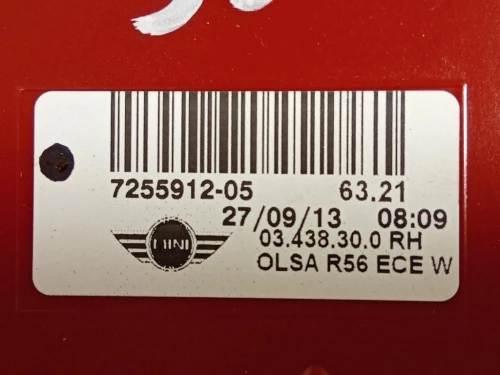 7255912-05 63.21
27/09/13 08:09
MINI
03.438.30.0 RH
OLSA R56 ECE W